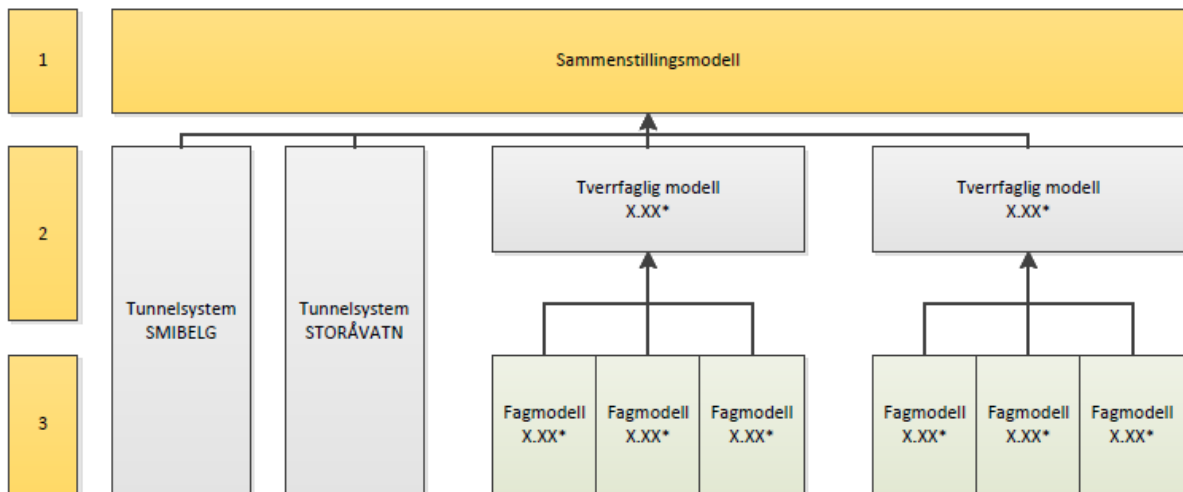 1
Sammenstillingsmodell
2
Tverrfaglig modell
X.XX*
Tverrfaglig modell
X.XX*
Tunnelsystem
SMIBELG
Tunnelsystem
STORÅVATN
3
Fagmodell
X.XX*
Fagmodell
X.XX*
Fagmodell
X.XX*
Fagmodell
X.XX*
Fagmodell
X.XX*
Fagmodell
X.XX*